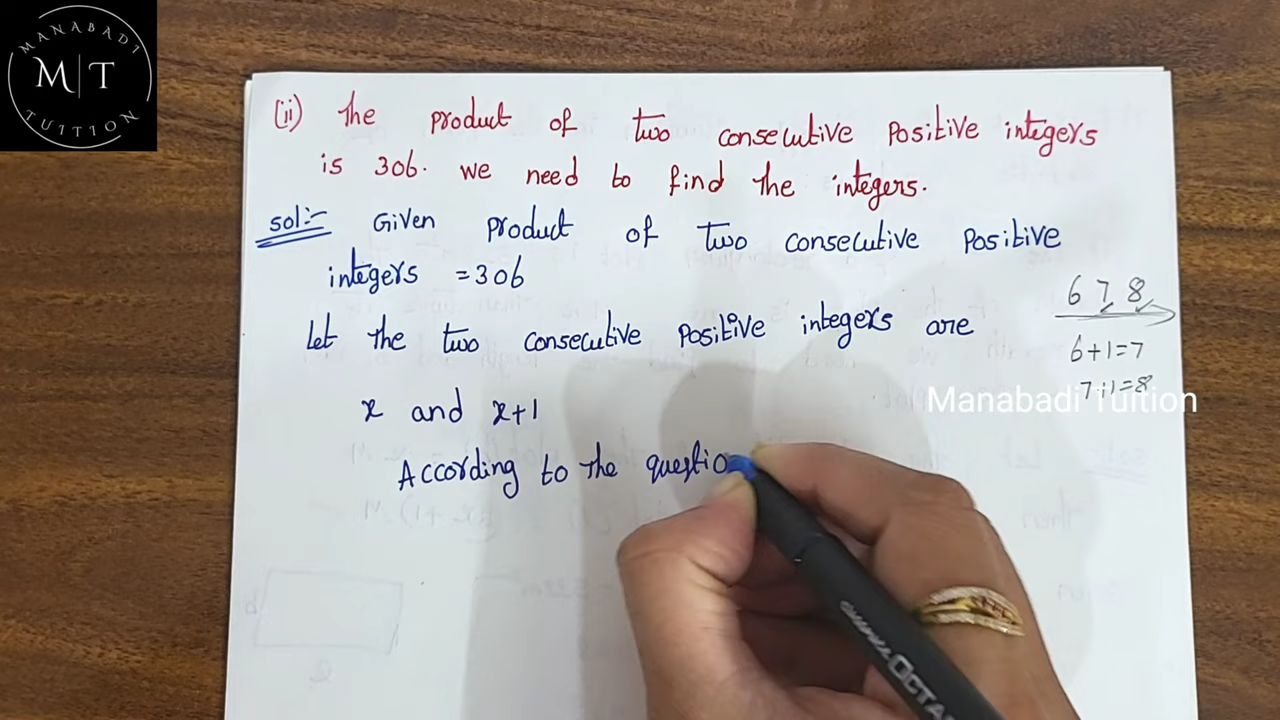 MANABADI
M|T
TUITION
(ii) The product of two consecutive positive integers
is 306. we need to find the integers.
Sol:- Given product of two consecutive positive
integers = 306
Let the two consecutive positive integers are
x and x+1
According to the questio
6 7 8
6+1=7
7+1=8
Manabadi Tuition
OCTA